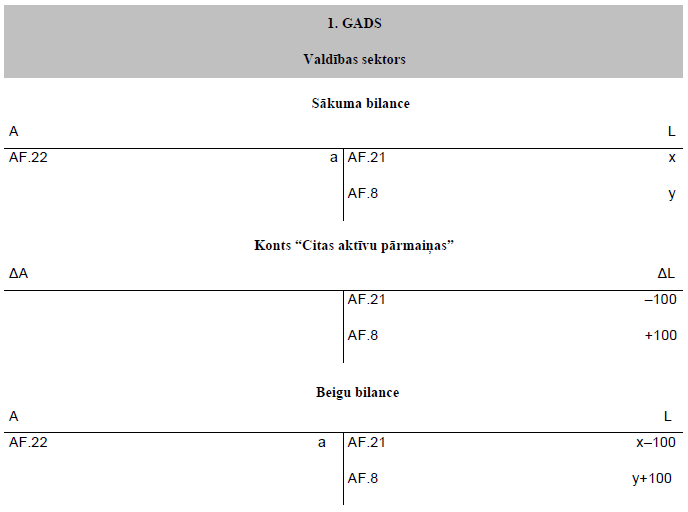 1. GADS
Valdības sektors
Sākuma bilance
A L
AF.22 a AF.21 x
AF.8 y
Konts “Citas aktīvu pārmaiņas”
ΔA ΔL
AF.21 –100
AF.8 +100
Beigu bilance
A L
AF.22 a AF.21 x–100
AF.8 y+100